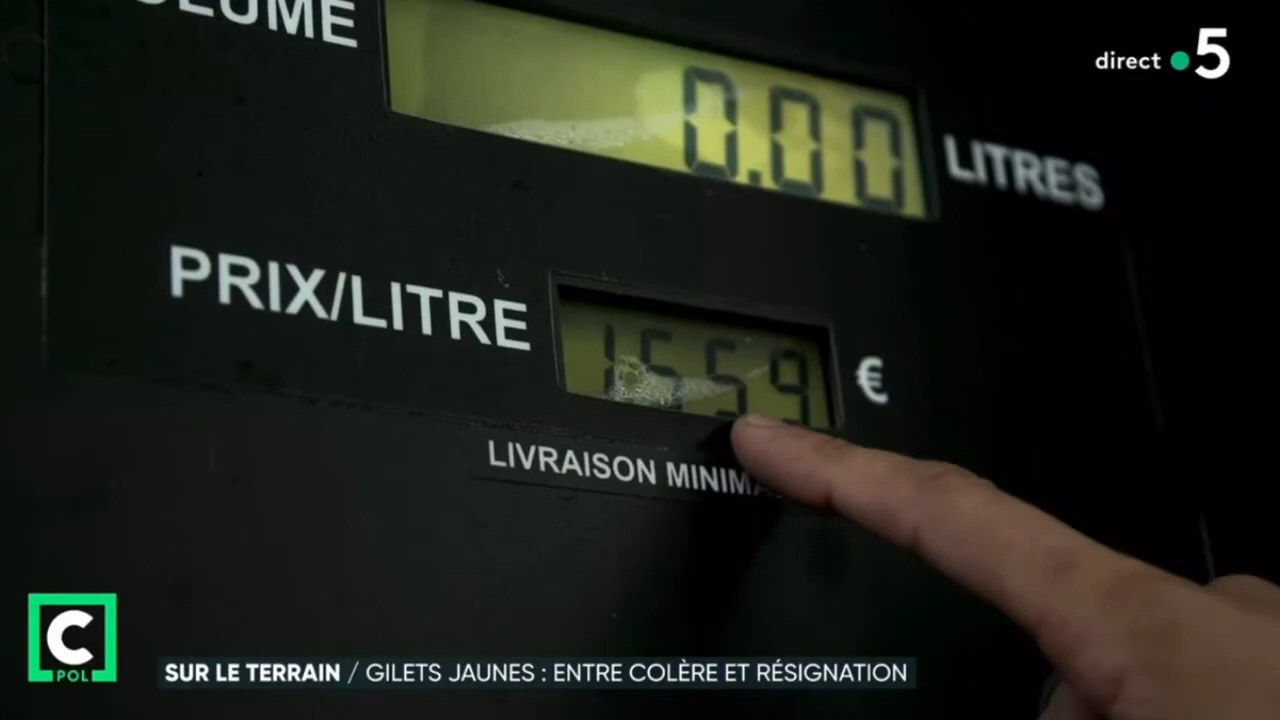 direct 5
0.00 LITRES
PRIX/LITRE 1559 €
LIVRAISON
C
POL
SUR LE TERRAIN / GILETS JAUNES : ENTRE COLÈRE ET RÉSIGNATION